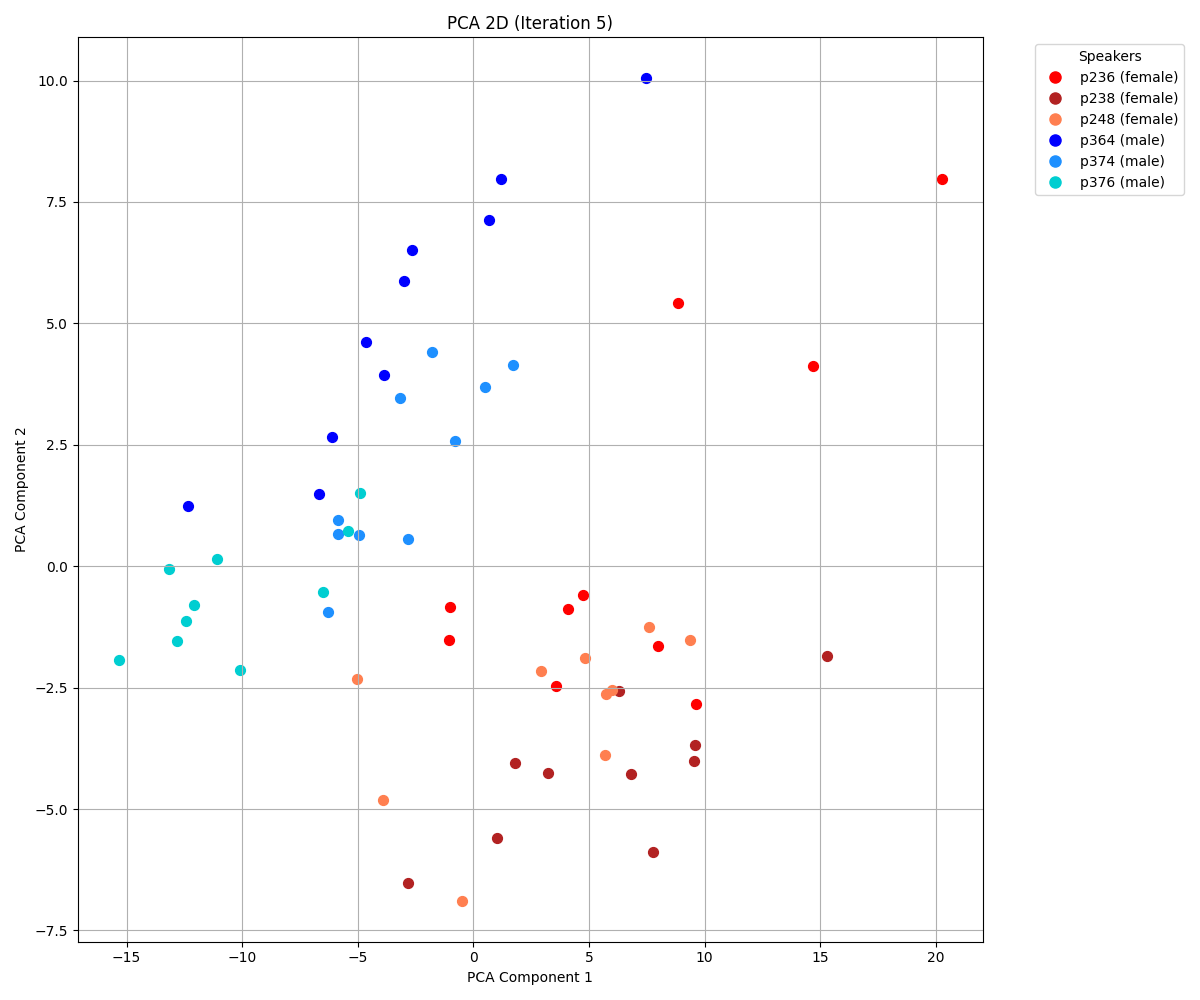 PCA 2D (Iteration 5)
Speakers
p236 (female)
p238 (female)
p248 (female)
p364 (male)
p374 (male)
p376 (male)
PCA Component 2
10.0
7.5
5.0
2.5
0.0
−2.5
−5.0
−7.5
−15
−10
−5
0
5
10
15
20
PCA Component 1